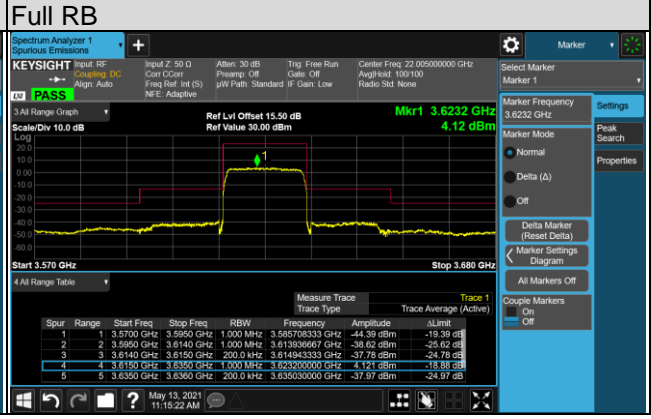 Full RB
Spectrum Analyzer 1
Spurious Emissions
Marker
KEYSIGHT
Input: RF
Coupling: DC
Align: Auto
Input Z: 50 Ω
Corr CCorr
Freq Ref: Int (S)
NFE: Adaptive
Atten: 30 dB
Preamp: Off
µW Path: Standard
Trig: Free Run
Gate: Off
IF Gain: Low
Center Freq: 22.005000000 GHz
Avg|Hold: 100/100
Radio Std: None
PASS
Select Marker
Marker 1
3 All Range Graph
Scale/Div 10.0 dB
Ref Lvl Offset 15.50 dB
Ref Value 30.00 dBm
Mkr1 3.6232 GHz
4.12 dBm
Log
20.0
10.0
0.00
-10.0
-20.0
-30.0
-40.0
-50.0
-60.0
1
Start 3.570 GHz
Stop 3.680 GHz
Marker Frequency
3.6232 GHz
Settings
Peak Search
Properties
Marker Mode
Normal
Delta (Δ)
Off
Delta Marker
(Reset Delta)
Marker Settings
Diagram
All Markers Off
Couple Markers
On
Off
4 All Range Table
Measure Trace Trace 1
Trace Type Trace Average (Active)
Spur Range Start Freq Stop Freq RBW Frequency Amplitude ΔLimit
1 1 3.5700 GHz 3.5950 GHz 1.000 MHz 3.585708333 GHz -44.39 dBm -19.39 dB
2 2 3.5950 GHz 3.6140 GHz 1.000 MHz 3.613936667 GHz -38.62 dBm -25.62 dB
3 3 3.6140 GHz 3.6150 GHz 200.0 kHz 3.614943333 GHz -37.78 dBm -24.78 dB
4 4 3.6150 GHz 3.6350 GHz 1.000 MHz 3.623200000 GHz 4.121 dBm -18.88 dB
5 5 3.6350 GHz 3.6360 GHz 200.0 kHz 3.635030000 GHz -37.97 dBm -24.97 dB
May 13, 2021
11:15:22 AM